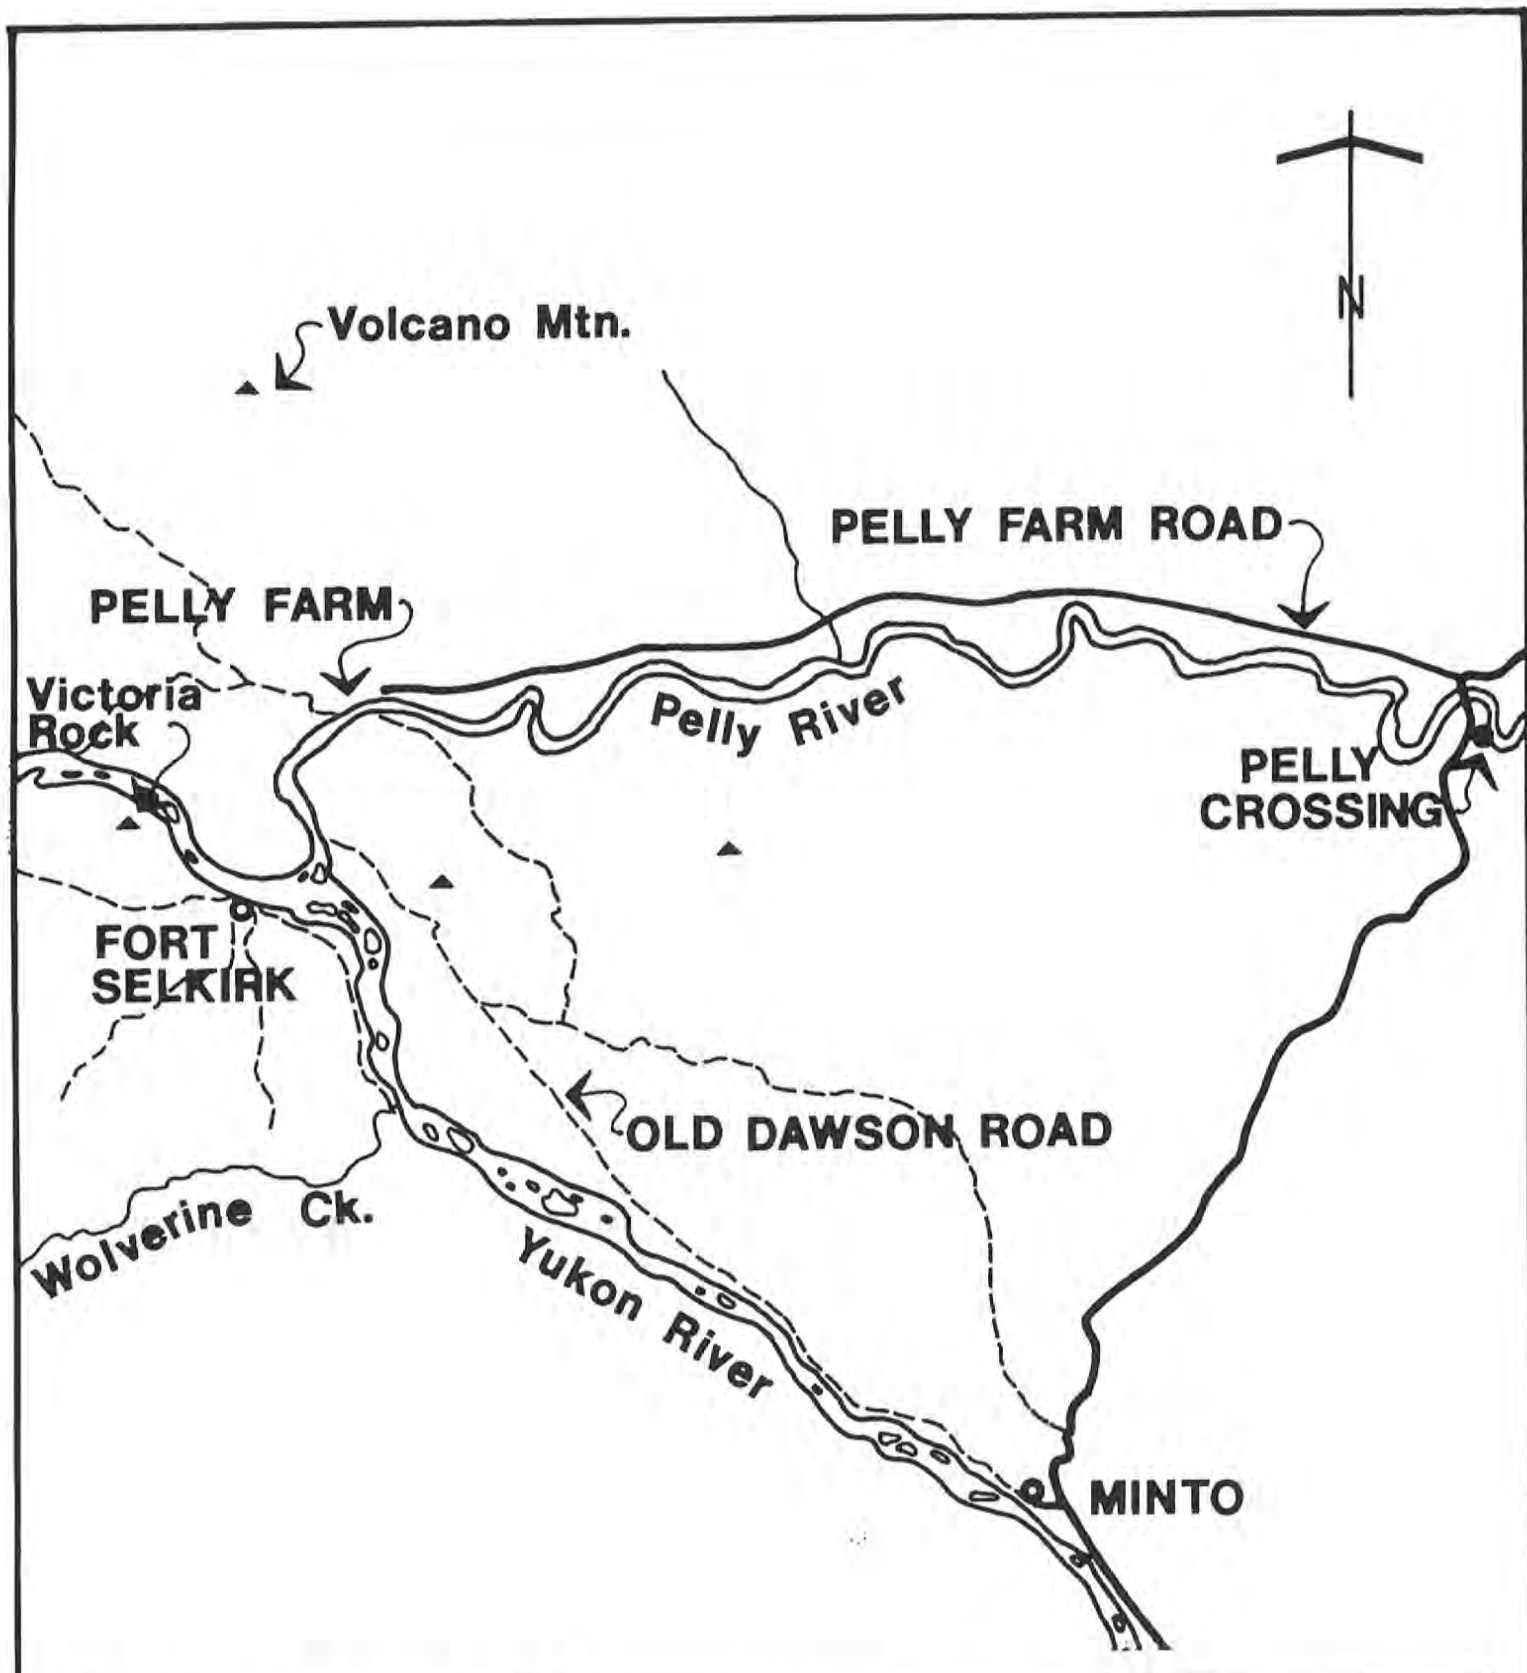 N
Volcano Mtn.
PELLY FARM ROAD
PELLY FARM
Victoria
Rock
Pelly River
PELLY
CROSSING
FORT
SELKIRK
OLD DAWSON ROAD
Wolverine Ck.
Yukon River
MINTO